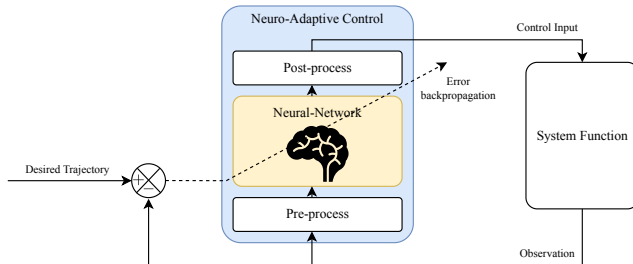 Neuro-Adaptive Control
Control Input
Post-process
Error
backpropagation
Neural-Network
System Function
Desired Trajectory
+
−
Pre-process
Observation